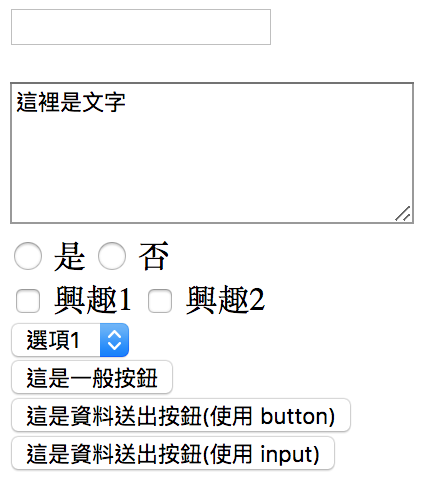 這裡是文字
是 否
興趣1 興趣2
選項1
這是一般按鈕
這是資料送出按鈕(使用 button)
這是資料送出按鈕(使用 input)